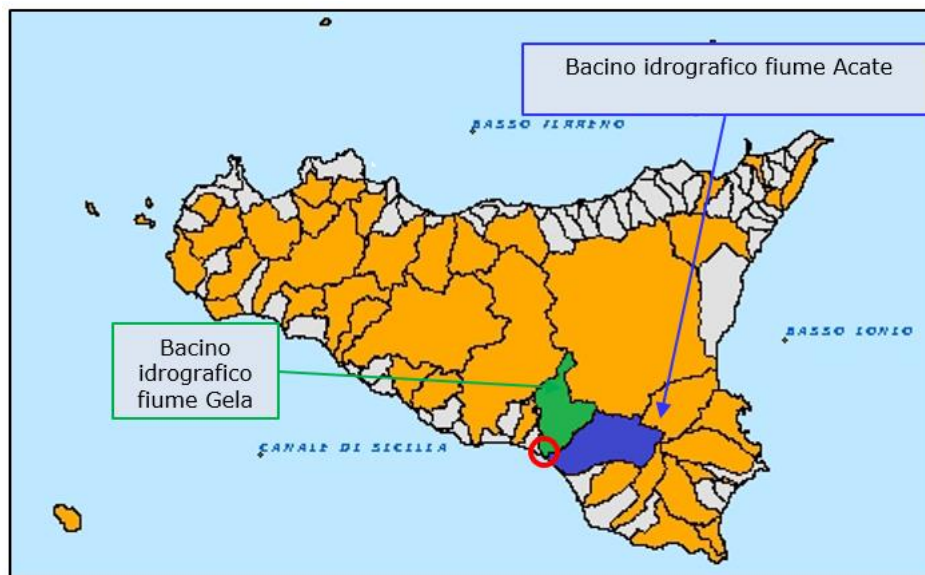 Bacino idrografico fiume Acate
BASSO TIRRENO
BASSO IONIO
Bacino
idrografico
fiume Gela
CANALE DI SICILIA